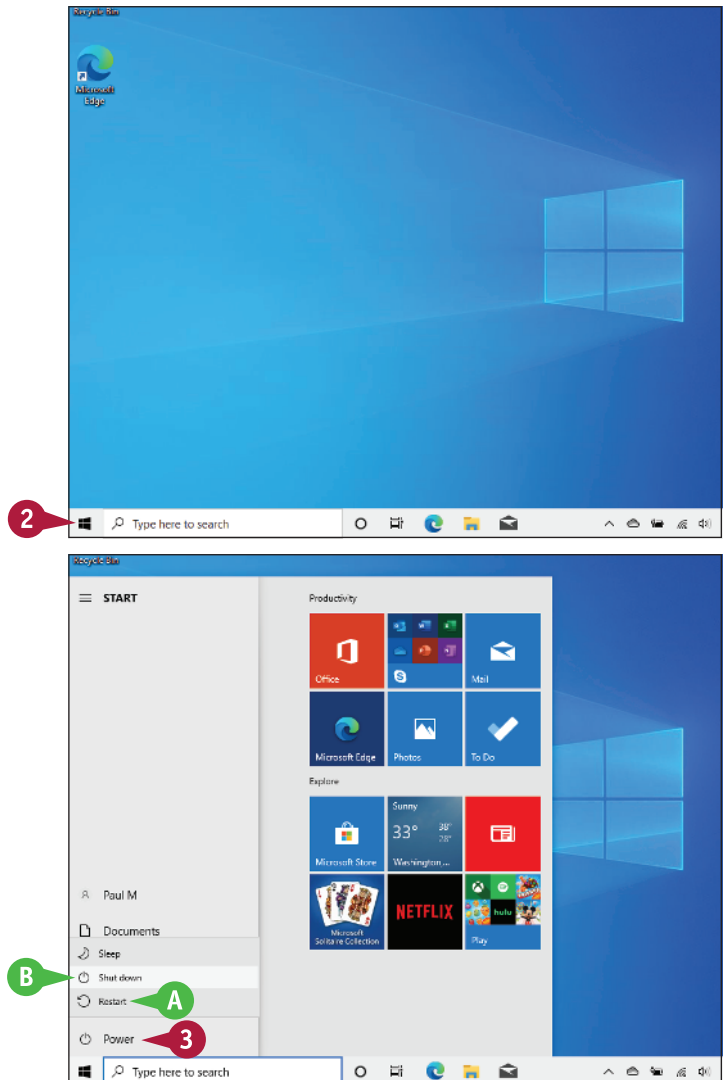 Recycle Bin
Microsoft
Edge
2
Type here to search
Recycle Bin
START
Productivity
Office
Mail
Microsoft Edge
Photos
To Do
Explore
Sunny
33°
38°
28°
Microsoft Store
Washington,...
Paul M
Documents
NETFLIX
hulu
Microsoft
Solitaire Collection
Play
Sleep
B
Shut down
Restart
A
Power
3
Type here to search